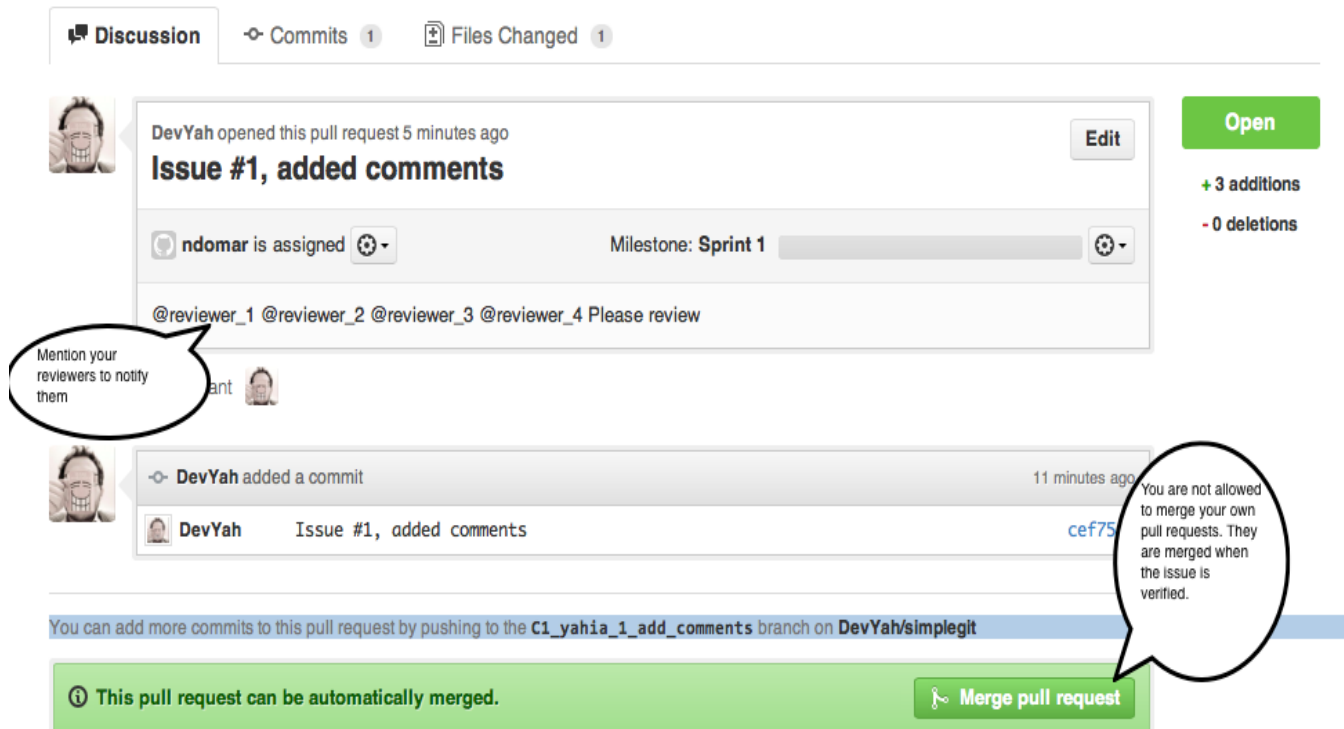 Discussion Commits 1 Files Changed 1
DevYah opened this pull request 5 minutes ago
Issue #1, added comments
Edit
Open
+ 3 additions
- 0 deletions
ndomar is assigned
Milestone: Sprint 1
@reviewer_1 @reviewer_2 @reviewer_3 @reviewer_4 Please review
Mention your
reviewers to notify
them
ant
DevYah added a commit
11 minutes ago
DevYah Issue #1, added comments
cef75
You are not allowed
to merge your own
pull requests. They
are merged when
the issue is
verified.
You can add more commits to this pull request by pushing to the C1_yahia_1_add_comments branch on DevYah/simplegit
This pull request can be automatically merged.
Merge pull request